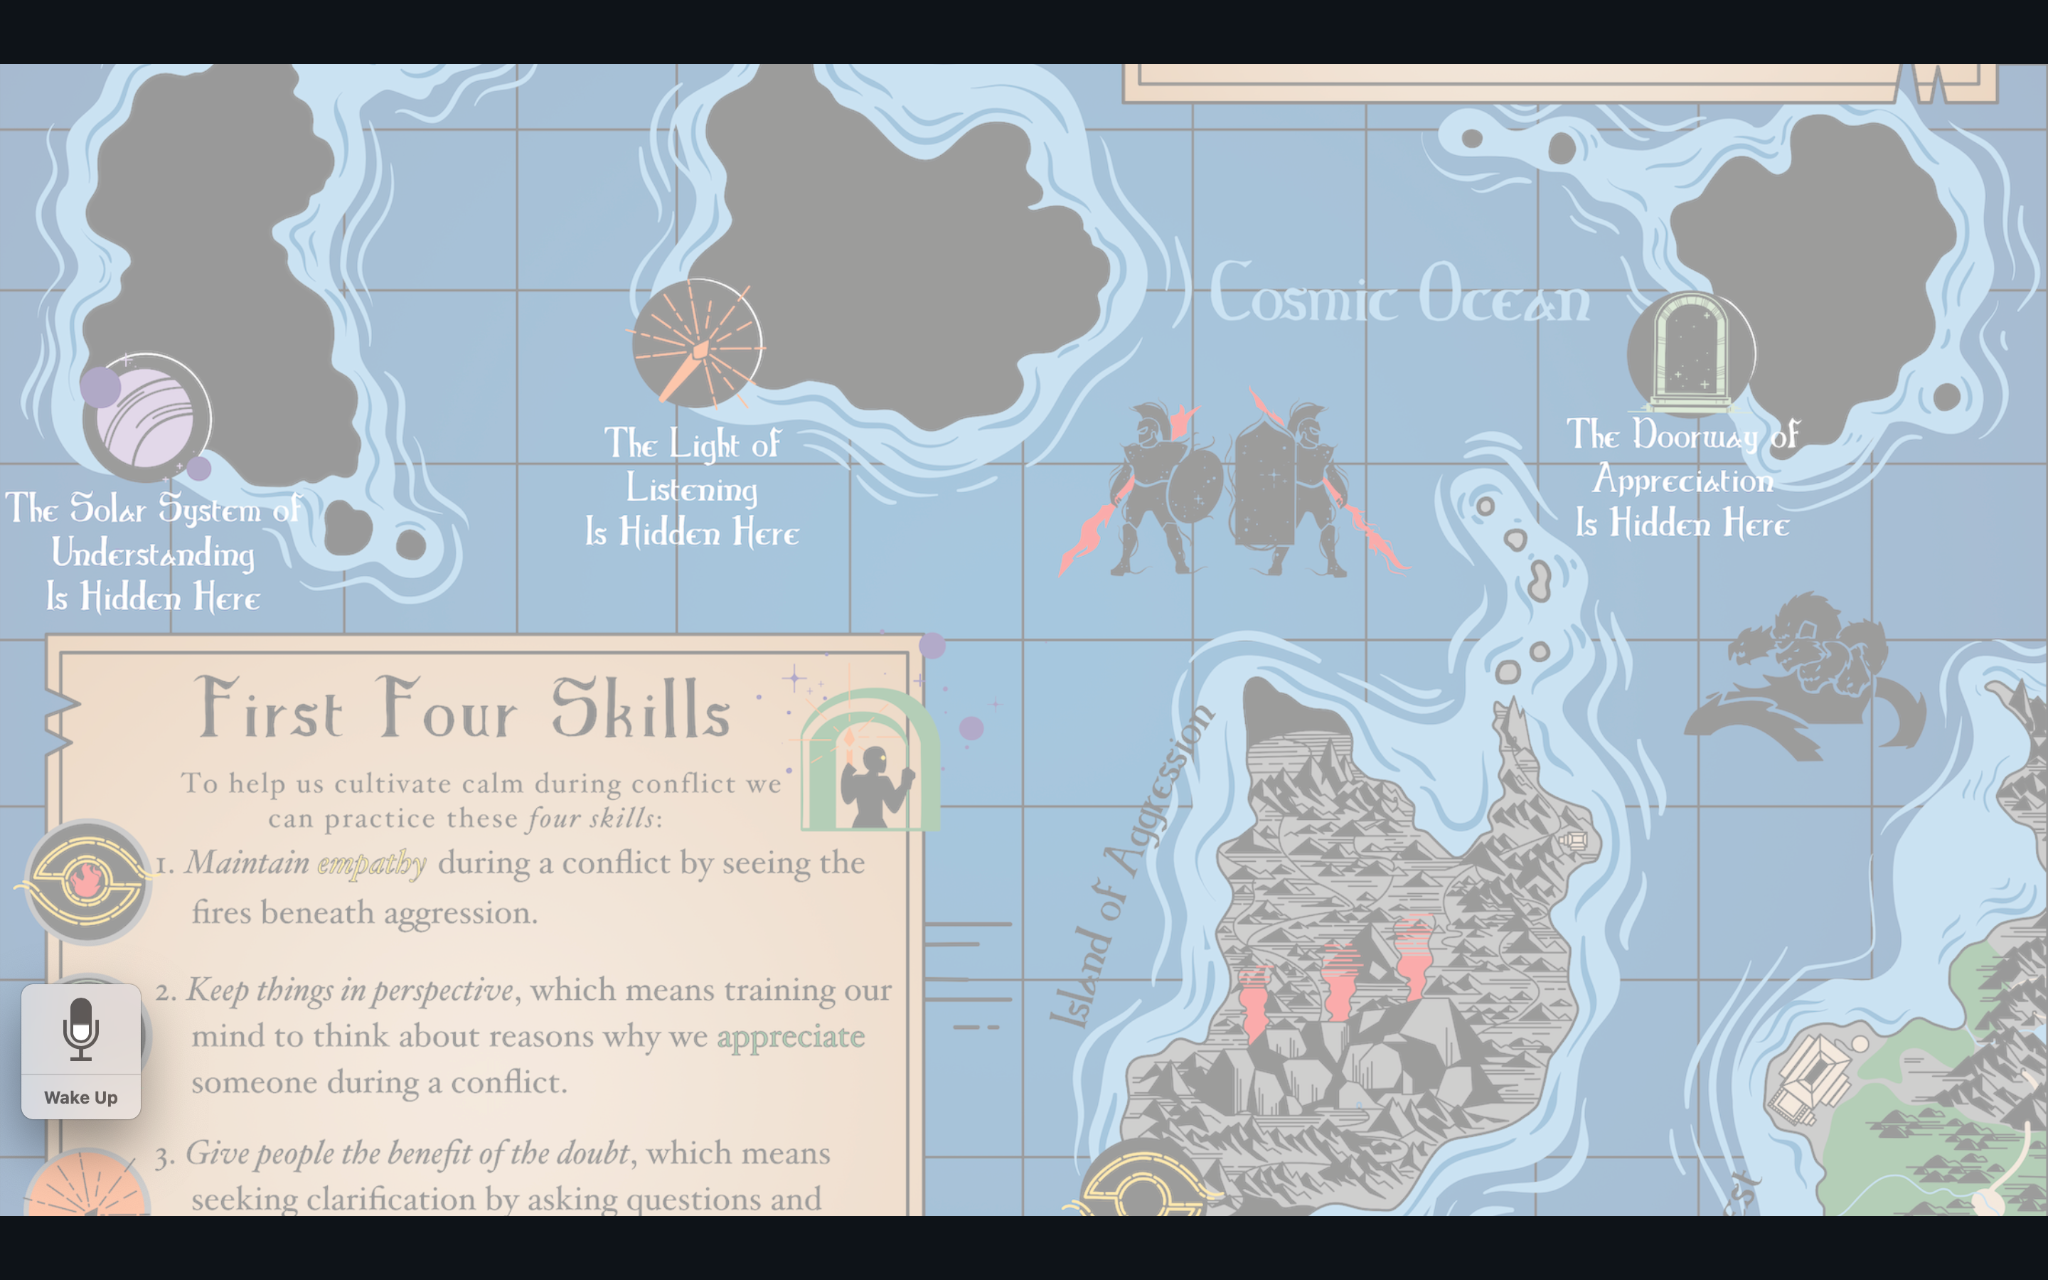 Cosmic Ocean
The Solar System of
Understanding
Is Hidden Here
The Light of
Listening
Is Hidden Here
The Doorway of
Appreciation
Is Hidden Here
First Four Skills
To help us cultivate calm during conflict we
can practice these four skills:
1. Maintain empathy during a conflict by seeing the
fires beneath aggression.
2. Keep things in perspective, which means training our
mind to think about reasons why we appreciate
someone during a conflict.
3. Give people the benefit of the doubt, which means
seeking clarification by asking questions and
Island of Aggression
st
Wake Up